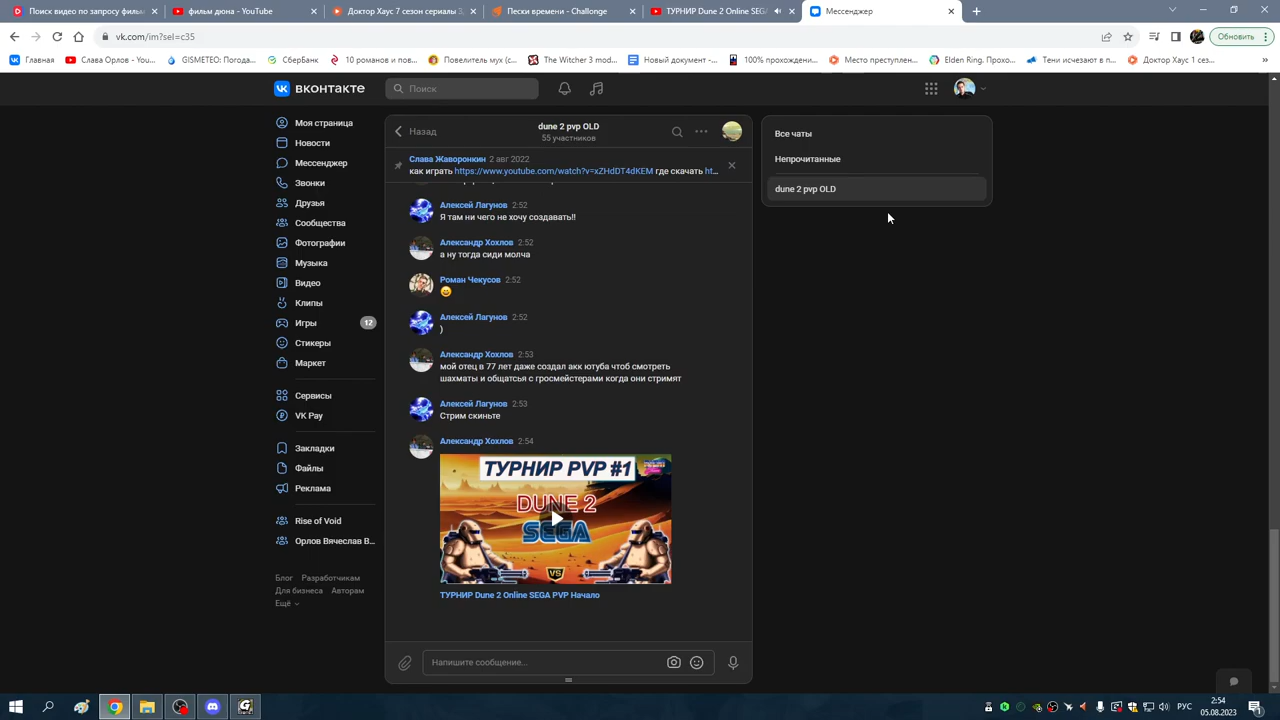 Поиск видео по запросу фильм
фильм дюна - YouTube
Доктор Хаус 7 сезон сериалы 3,
Пески времени - Challonge
ТУРНИР Dune 2 Online SEGA
Мессенджер
vk.com/im?sel=c35
Обновить
Главная
Слава Орлов - You...
GISMETEO: Погода...
СберБанк
10 романов и пов...
Повелитель мух (с...
The Witcher 3 mod...
Новый документ -...
100% прохождени...
Место преступлен...
Elden Ring. Прохо...
Тени исчезают в п...
Доктор Хаус 1 сез...
»
вконтакте
Поиск
Моя страница
Новости
Мессенджер
Звонки
Друзья
Сообщества
Фотографии
Музыка
Видео
Клипы
Игры
12
Стикеры
Маркет
Сервисы
VK Pay
Закладки
Файлы
Реклама
Rise of Void
Орлов Вячеслав В...
Блог Разработчикам
Для бизнеса Авторам
Ещё
Назад
dune 2 pvp OLD
55 участников
Слава Жаворонкин 2 авг 2022
как играть https://www.youtube.com/watch?v=xZHdDT4dKEM где скачать ht...
Алексей Лагунов 2:52
Я там ни чего не хочу создавать!!
Александр Хохлов 2:52
а ну тогда сиди молча
Роман Чекусов 2:52
Алексей Лагунов 2:52
)
Александр Хохлов 2:53
мой отец в 77 лет даже создал акк ютуба чтоб смотреть
шахматы и общаться с гросмейстерами когда они стримят
Алексей Лагунов 2:53
Стрим скиньте
Александр Хохлов 2:54
ТУРНИР PVP #1
DUNE 2
SEGA
VS
ТУРНИР Dune 2 Online SEGA PVP Начало
Напишите сообщение...
Все чаты
Непрочитанные
dune 2 pvp OLD
РУС
2:54
05.08.2023